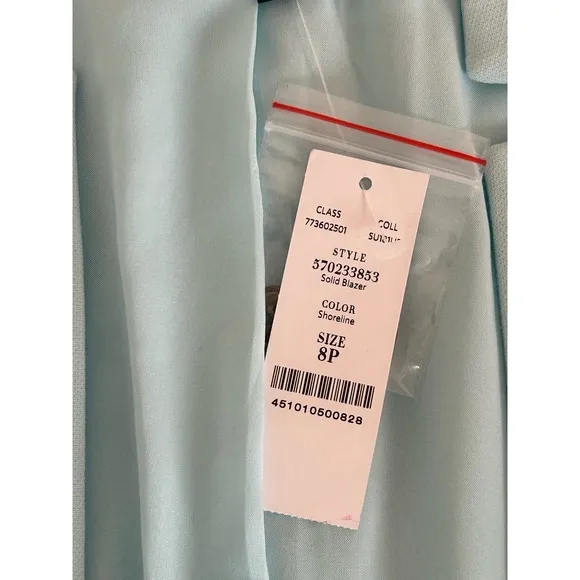 CLASS COLL
773602501
STYLE
570233853
Solid Blazer
COLOR
Shoreline
SIZE
8P
451010500828